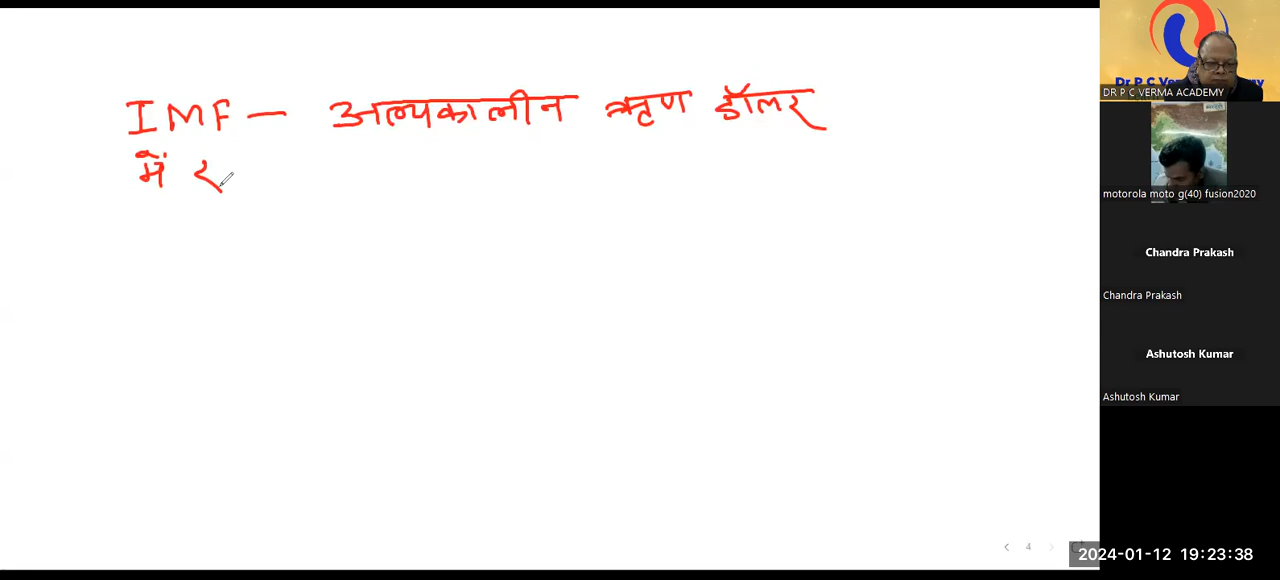 IMF — अल्पकालीन ऋण डॉलर
में र
DR P C VERMA ACADEMY
motorola moto g(40) fusion2020
Chandra Prakash
Chandra Prakash
Ashutosh Kumar
Ashutosh Kumar
4
2024-01-12 19:23:38